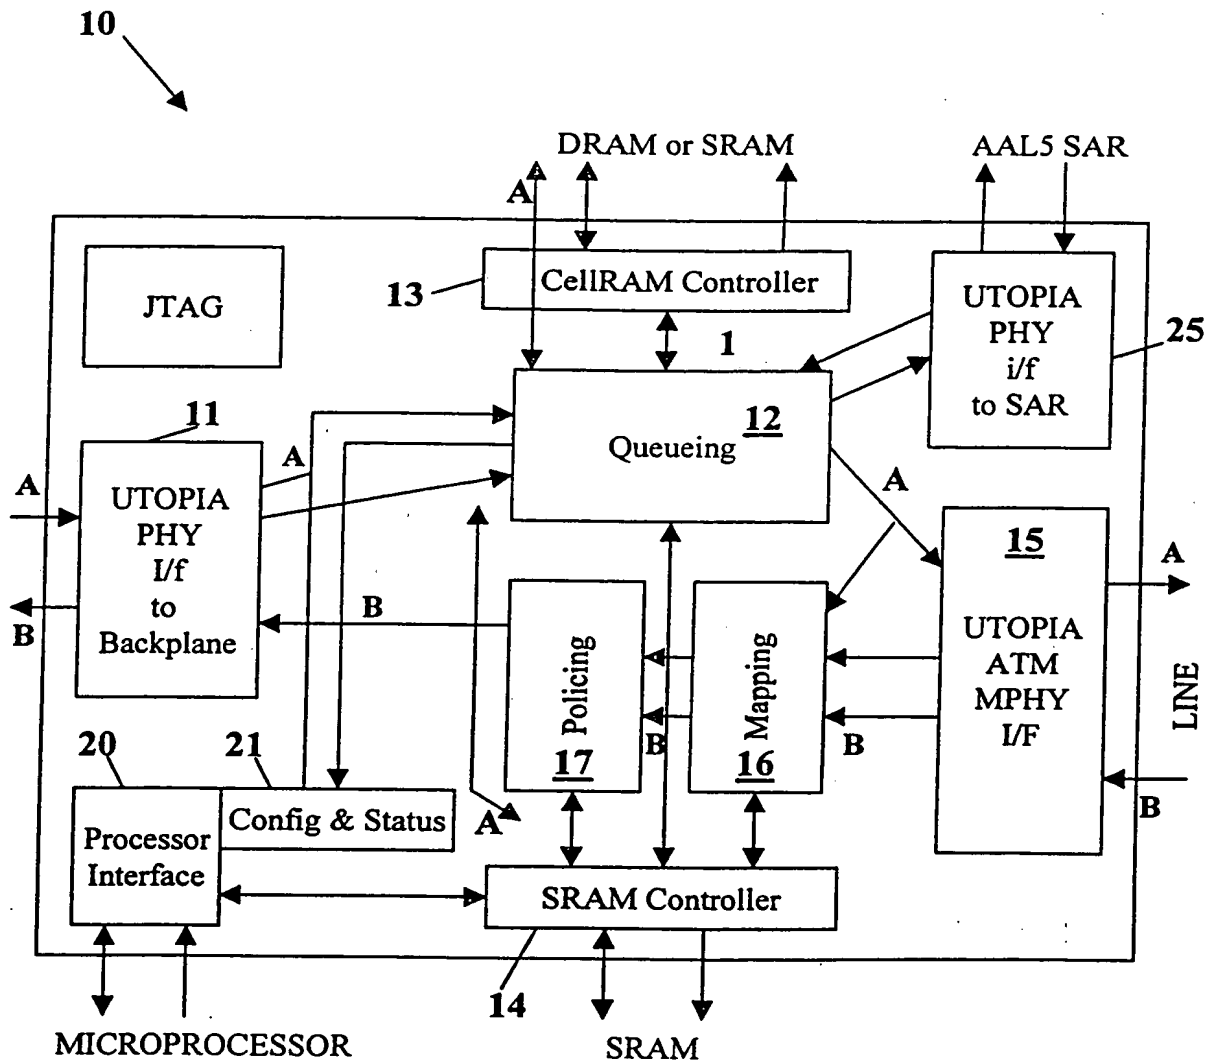 10
DRAM or SRAM
AAL5 SAR
A
JTAG
13
CellRAM Controller
UTOPIA
PHY
i/f
to SAR
25
1
11
12
Queueing
A
A
A
UTOPIA
PHY
I/f
to
Backplane
B
B
15
A
UTOPIA
ATM
MPHY
I/F
LINE
Policing
17
B
Mapping
16
B
B
20
21
Config & Status
A
Processor
Interface
SRAM Controller
14
MICROPROCESSOR
SRAM